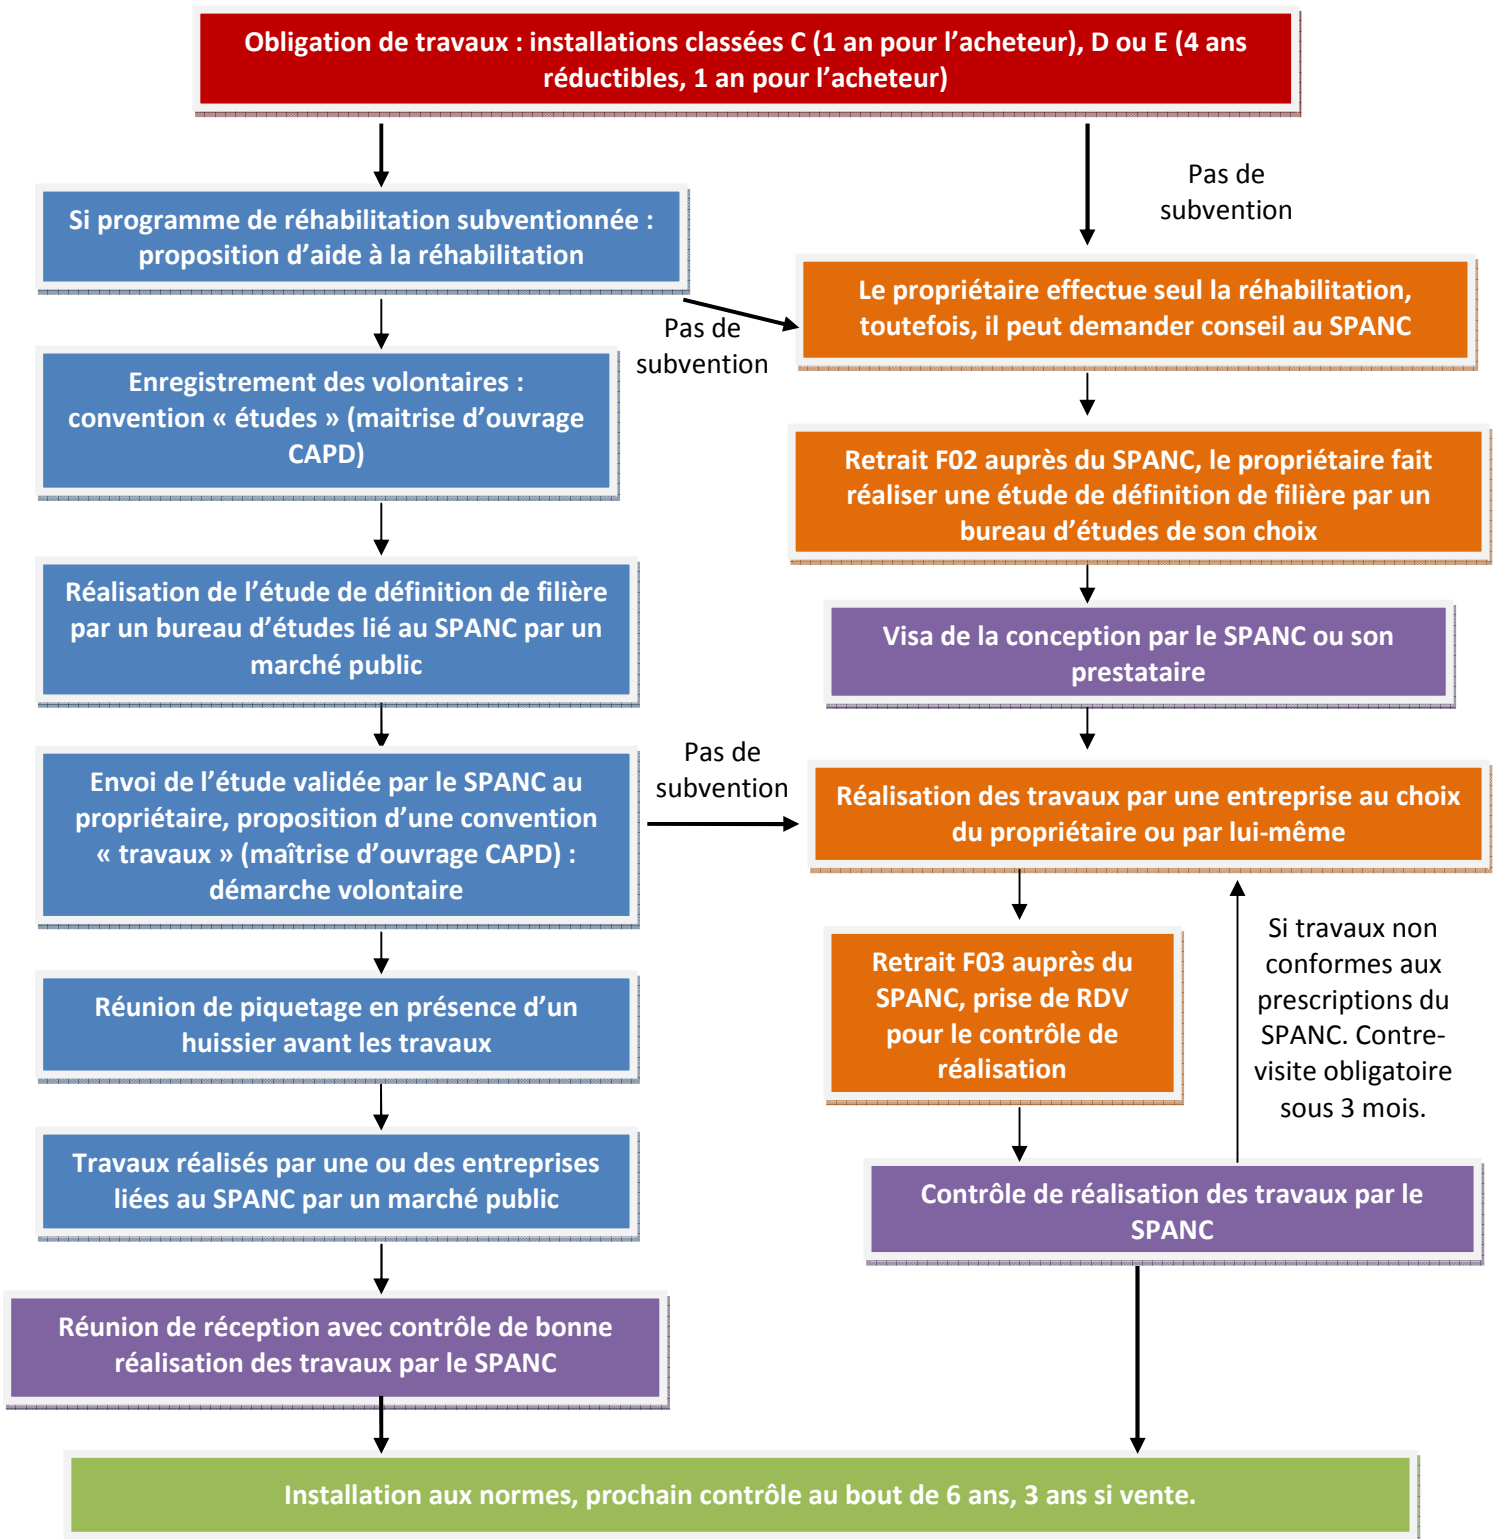 Obligation de travaux : installations classées C (1 an pour l’acheteur), D ou E (4 ans
réductibles, 1 an pour l’acheteur)
Si programme de réhabilitation subventionnée :
proposition d’aide à la réhabilitation
Pas de
subvention
Enregistrement des volontaires :
convention « études » (maitrise d’ouvrage
CAPD)
Réalisation de l’étude de définition de filière
par un bureau d’études lié au SPANC par un
marché public
Envoi de l’étude validée par le SPANC au
propriétaire, proposition d’une convention
« travaux » (maîtrise d’ouvrage CAPD) :
démarche volontaire
Pas de
subvention
Réunion de piquetage en présence d’un
huissier avant les travaux
Travaux réalisés par une ou des entreprises
liées au SPANC par un marché public
Réunion de réception avec contrôle de bonne
réalisation des travaux par le SPANC
Pas de
subvention
Le propriétaire effectue seul la réhabilitation,
toutefois, il peut demander conseil au SPANC
Retrait F02 auprès du SPANC, le propriétaire fait
réaliser une étude de définition de filière par un
bureau d’études de son choix
Visa de la conception par le SPANC ou son
prestataire
Réalisation des travaux par une entreprise au choix
du propriétaire ou par lui-même
Retrait F03 auprès du
SPANC, prise de RDV
pour le contrôle de
réalisation
Si travaux non
conformes aux
prescriptions du
SPANC. Contre-
visite obligatoire
sous 3 mois.
Contrôle de réalisation des travaux par le
SPANC
Installation aux normes, prochain contrôle au bout de 6 ans, 3 ans si vente.